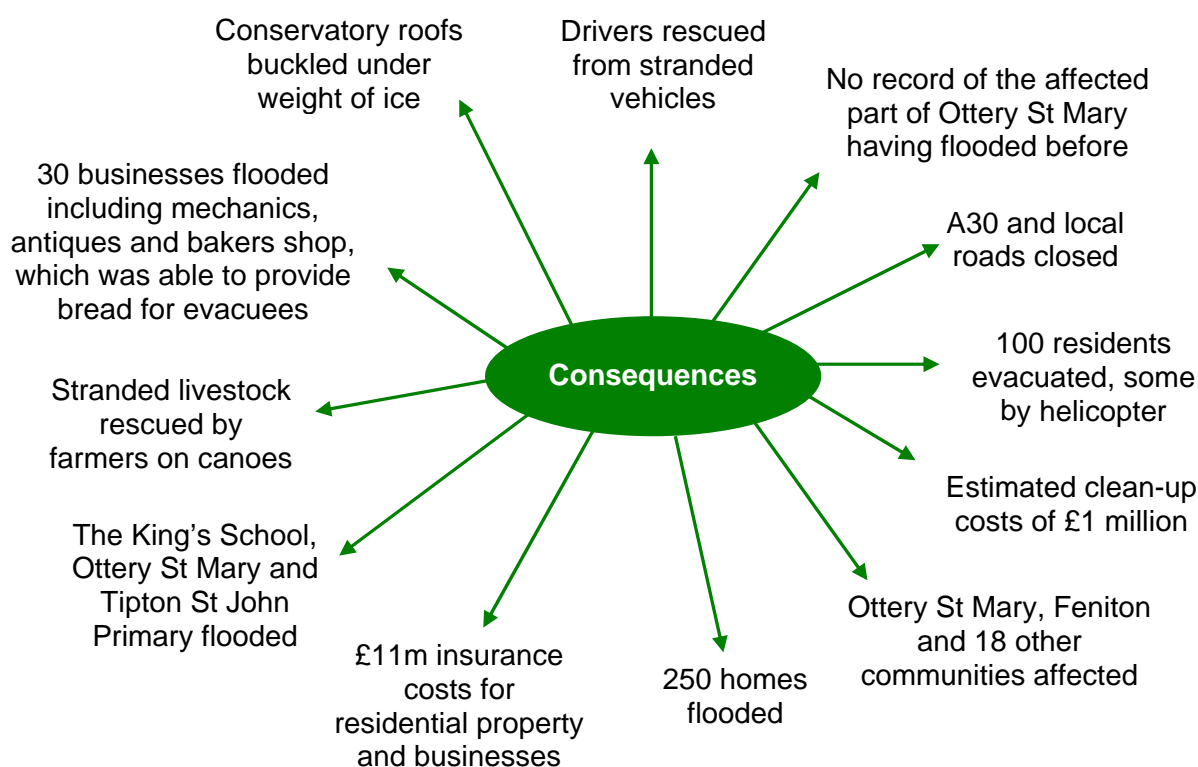 Conservatory roofs
buckled under
weight of ice
Drivers rescued
from stranded
vehicles
No record of the affected
part of Ottery St Mary
having flooded before
30 businesses flooded
including mechanics,
antiques and bakers shop,
which was able to provide
bread for evacuees
A30 and local
roads closed
Consequences
100 residents
evacuated, some
by helicopter
Stranded livestock
rescued by
farmers on canoes
Estimated clean-up
costs of £1 million
The King's School,
Ottery St Mary and
Tipton St John
Primary flooded
Ottery St Mary, Feniton
and 18 other
communities affected
£11m insurance
costs for
residential property
and businesses
250 homes
flooded